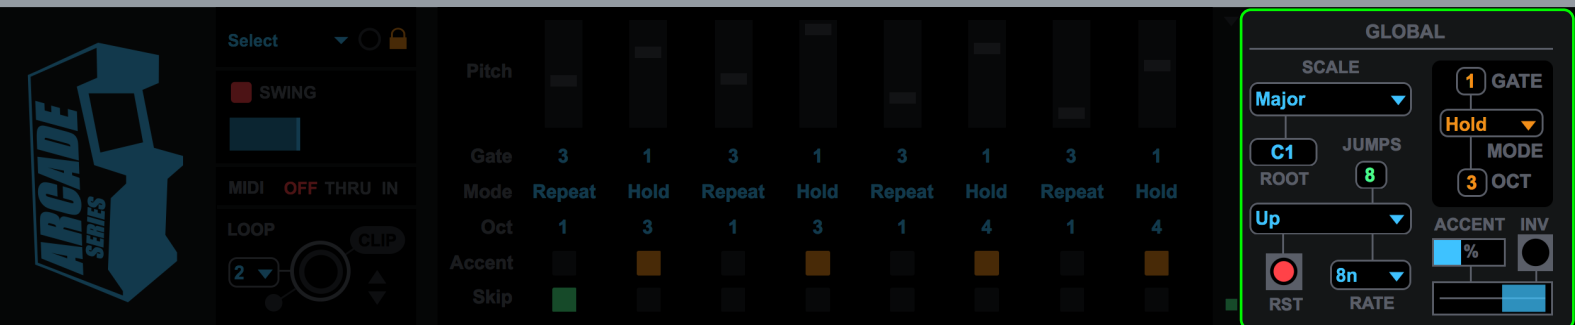 ARCADE
SERIES
Select
SWING
MIDI OFF THRU IN
LOOP
CLIP
2
Pitch
Gate 3 1 3 1 3 1 3 1
Mode Repeat Hold Repeat Hold Repeat Hold Repeat Hold
Oct 1 3 1 3 1 4 1 4
Accent
Skip
GLOBAL
SCALE
Major
C1
ROOT
JUMPS
8
Up
RST
8n
RATE
1 GATE
Hold
MODE
3 OCT
ACCENT INV
%